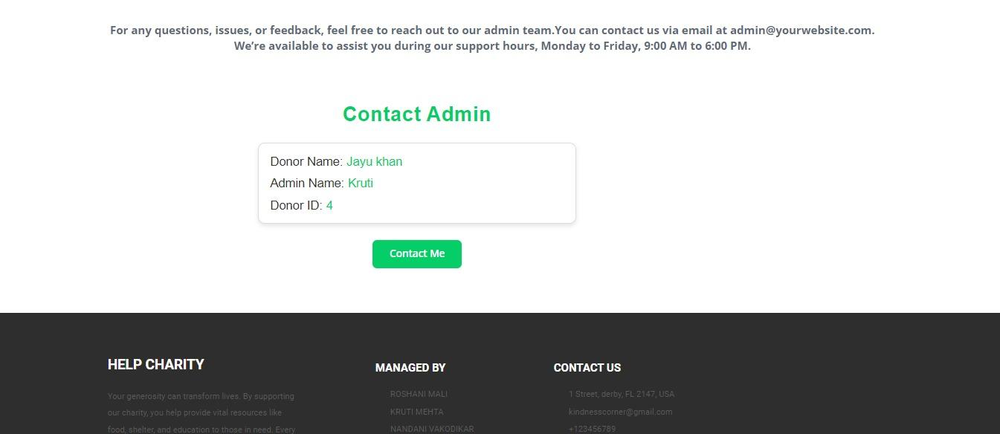 For any questions, issues, or feedback, feel free to reach out to our admin team.You can contact us via email at admin@yourwebsite.com.
We’re available to assist you during our support hours, Monday to Friday, 9:00 AM to 6:00 PM.
Contact Admin
Donor Name: Jayu khan
Admin Name: Kruti
Donor ID: 4
Contact Me
HELP CHARITY
Your generosity can transform lives. By supporting
our charity, you help provide vital resources like
food, shelter, and education to those in need. Every
MANAGED BY
ROSHANI MALI
KRUTI MEHTA
NANDANI VAKODIKAR
CONTACT US
1 Street, derby, FL 2147, USA
kindnesscorner@gmail.com
+123456789